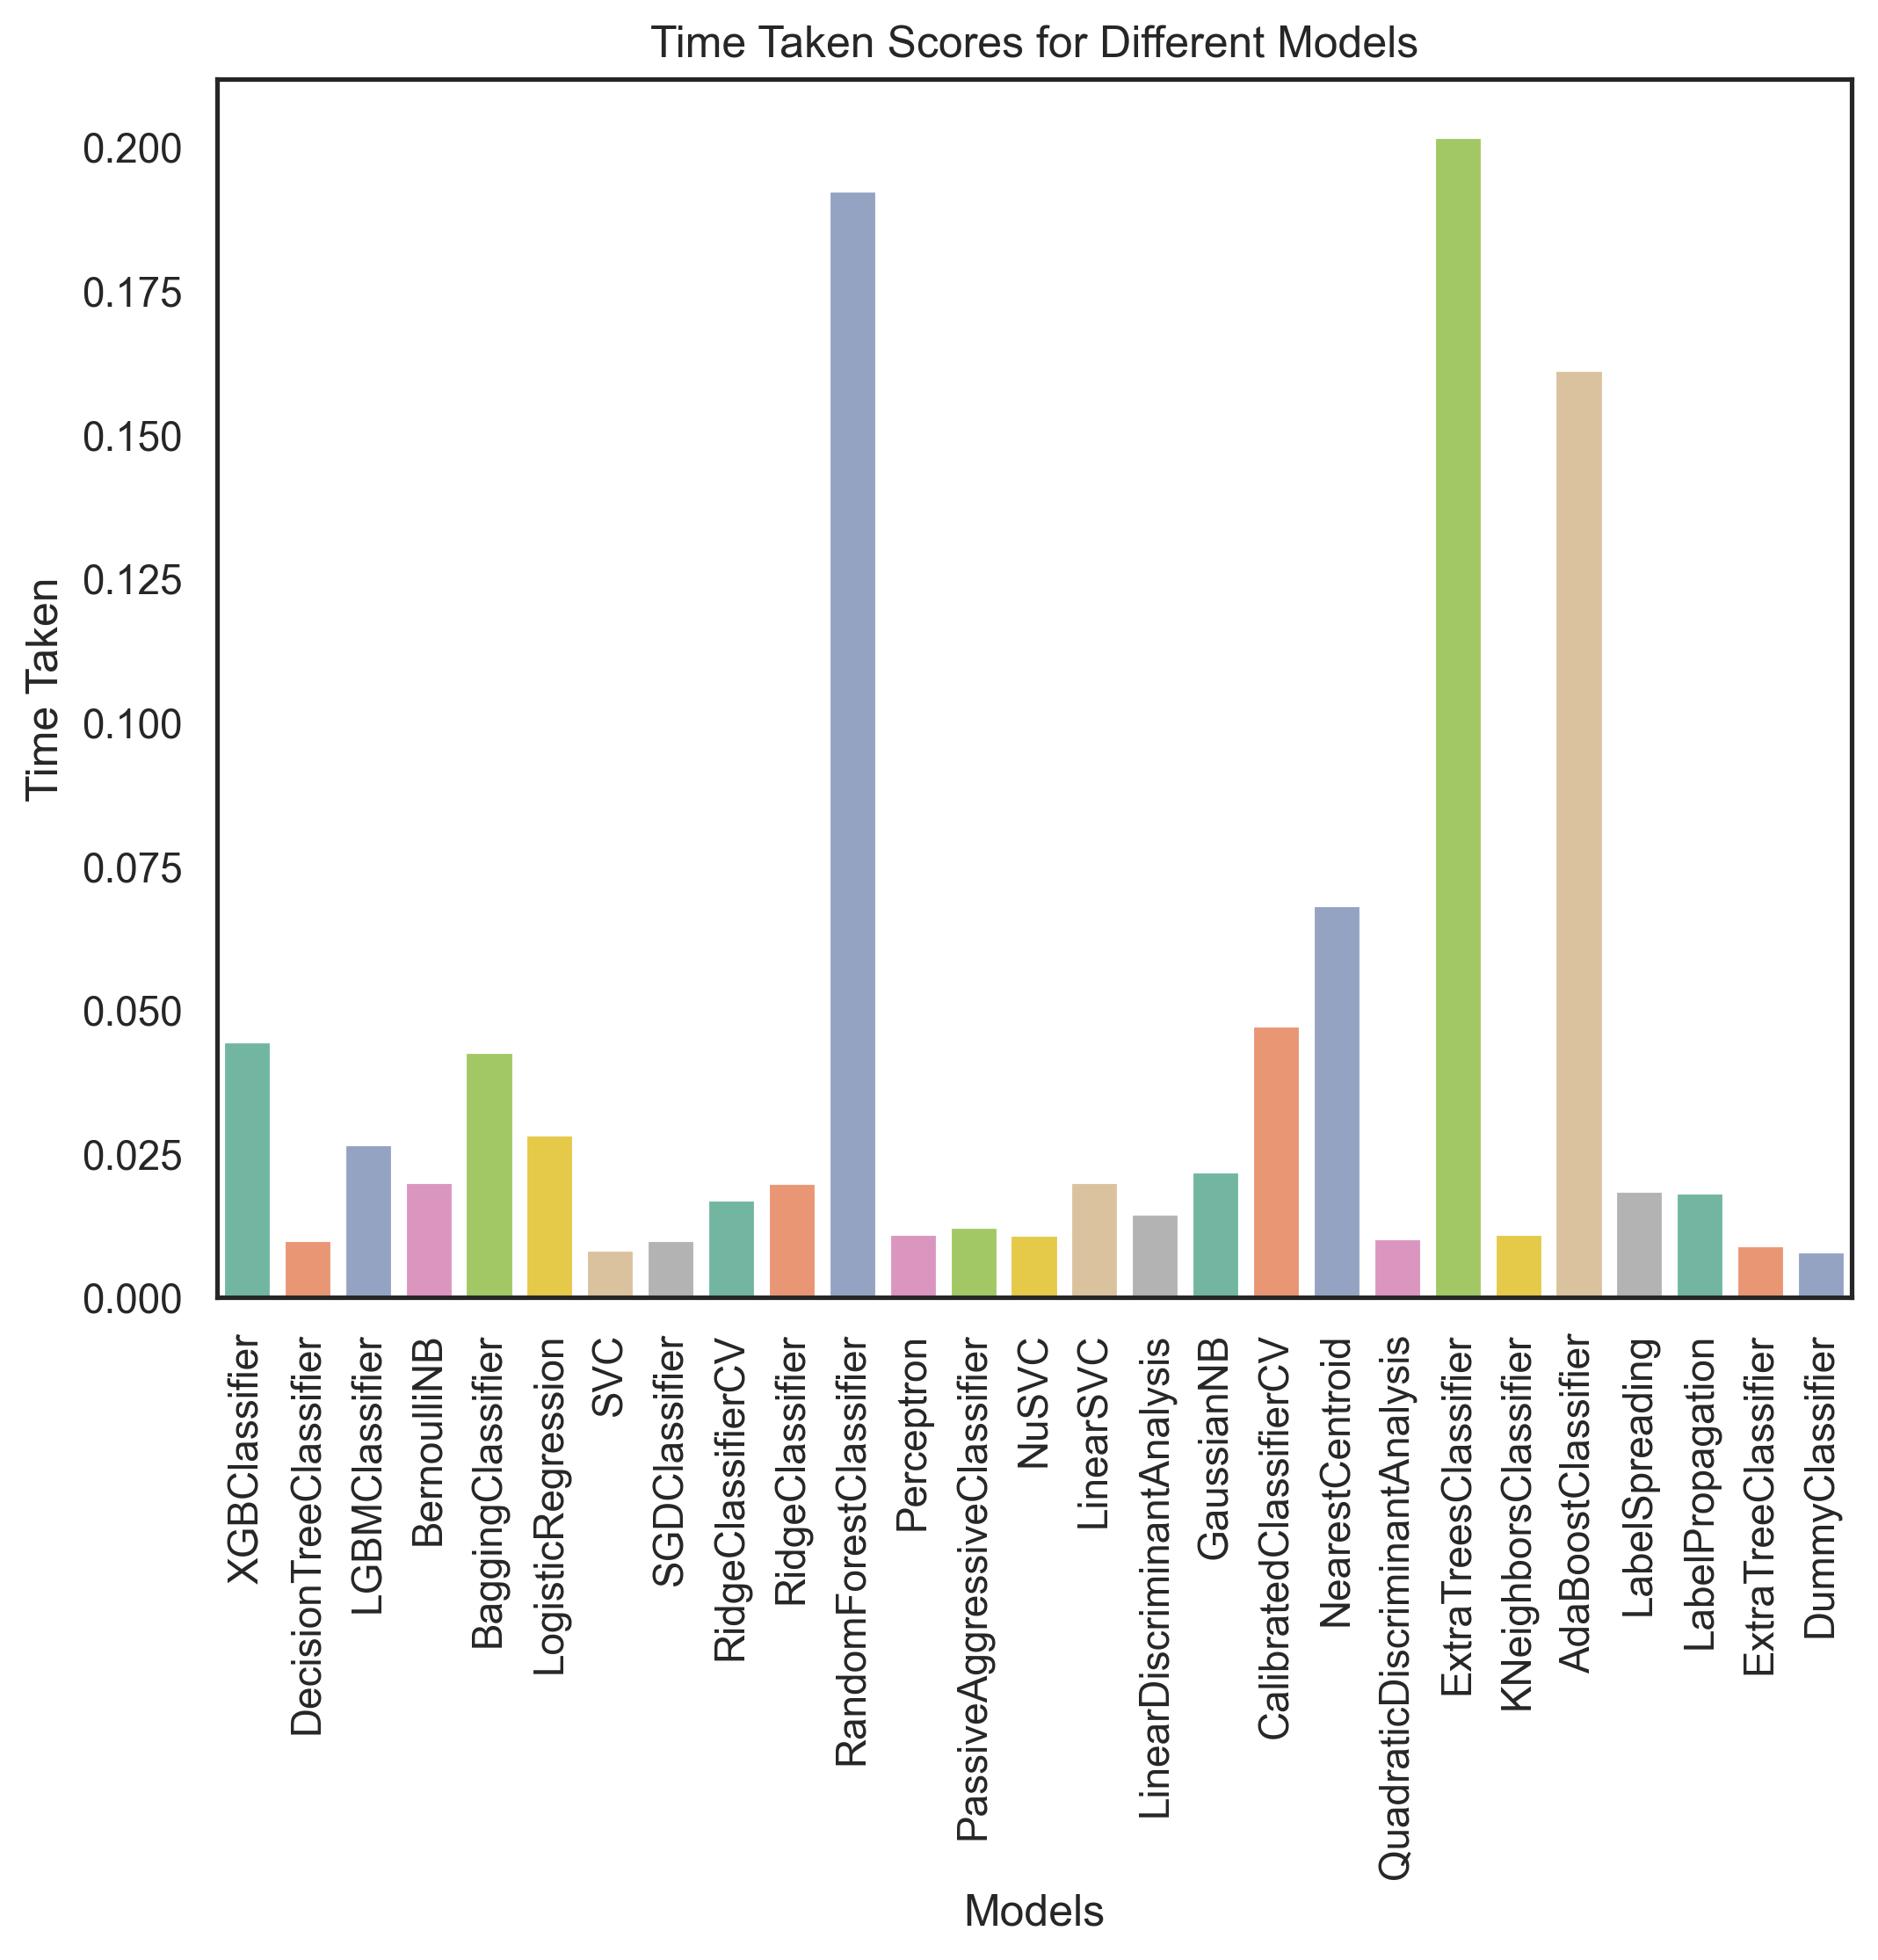 Time Taken Scores for Different Models
Time Taken
0.200
0.175
0.150
0.125
0.100
0.075
0.050
0.025
0.000
XGBClassifier
DecisionTreeClassifier
LGBMClassifier
BernoulliNB
BaggingClassifier
LogisticRegression
SVC
SGDClassifier
RidgeClassifierCV
RidgeClassifier
RandomForestClassifier
Perceptron
PassiveAggressiveClassifier
NuSVC
LinearSVC
LinearDiscriminantAnalysis
GaussianNB
CalibratedClassifierCV
NearestCentroid
QuadraticDiscriminantAnalysis
ExtraTreesClassifier
KNeighborsClassifier
AdaBoostClassifier
LabelSpreading
LabelPropagation
ExtraTreeClassifier
DummyClassifier
Models